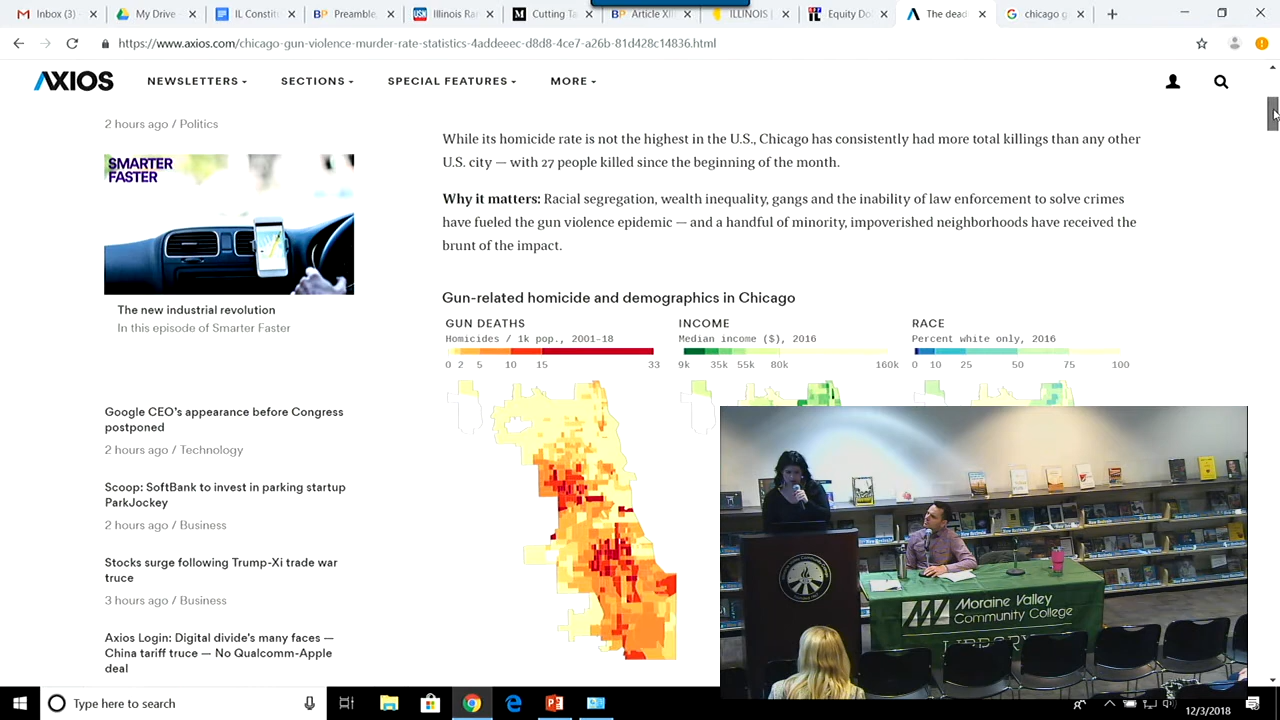 Inbox (3) -
My Drive
IL Constit
Preamble,
Illinois Ra
Cutting Ta
Article XII
ILLINOIS |
Equity Do
The dead
chicago g
https://www.axios.com/chicago-gun-violence-murder-rate-statistics-4addeeec-d8d8-4ce7-a26b-81d428c14836.html
AXIOS
NEWSLETTERS
SECTIONS
SPECIAL FEATURES
MORE
2 hours ago / Politics
SMARTER
FASTER
The new industrial revolution
In this episode of Smarter Faster
Google CEO's appearance before Congress
postponed
2 hours ago / Technology
Scoop: SoftBank to invest in parking startup
ParkJockey
2 hours ago / Business
Stocks surge following Trump-Xi trade war
truce
3 hours ago / Business
Axios Login: Digital divide's many faces —
China tariff truce — No Qualcomm-Apple
deal
While its homicide rate is not the highest in the U.S., Chicago has consistently had more total killings than any other
U.S. city — with 27 people killed since the beginning of the month.
Why it matters: Racial segregation, wealth inequality, gangs and the inability of law enforcement to solve crimes
have fueled the gun violence epidemic — and a handful of minority, impoverished neighborhoods have received the
brunt of the impact.
Gun-related homicide and demographics in Chicago
GUN DEATHS
Homicides / 1k pop., 2001-18
0 2 5 10 15 33
INCOME
Median income ($), 2016
9k 35k 55k 80k 160k
RACE
Percent white only, 2016
0 10 25 50 75 100
Moraine Valley
Community College
LIBRARY
Type here to search
12/3/2018